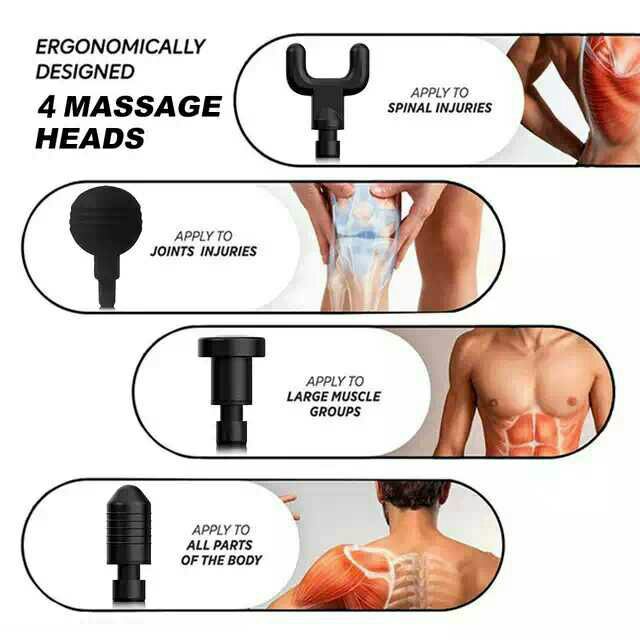 ERGONOMICALLY
DESIGNED
4 MASSAGE
HEADS
APPLY TO
SPINAL INJURIES
APPLY TO
JOINTS INJURIES
APPLY TO
LARGE MUSCLE
GROUPS
APPLY TO
ALL PARTS
OF THE BODY